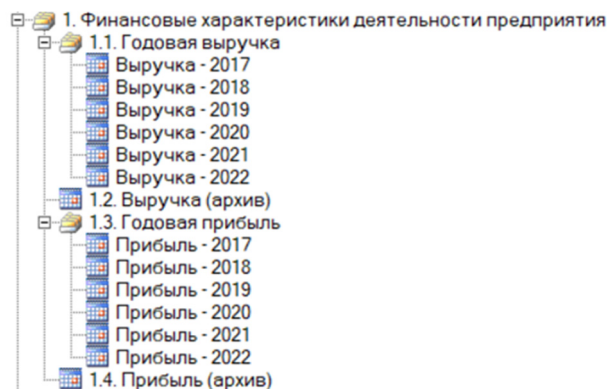 1. Финансовые характеристики деятельности предприятия
1.1. Годовая выручка
Выручка - 2017
Выручка - 2018
Выручка - 2019
Выручка - 2020
Выручка - 2021
Выручка - 2022
1.2. Выручка (архив)
1.3. Годовая прибыль
Прибыль - 2017
Прибыль - 2018
Прибыль - 2019
Прибыль - 2020
Прибыль - 2021
Прибыль - 2022
1.4. Прибыль (архив)